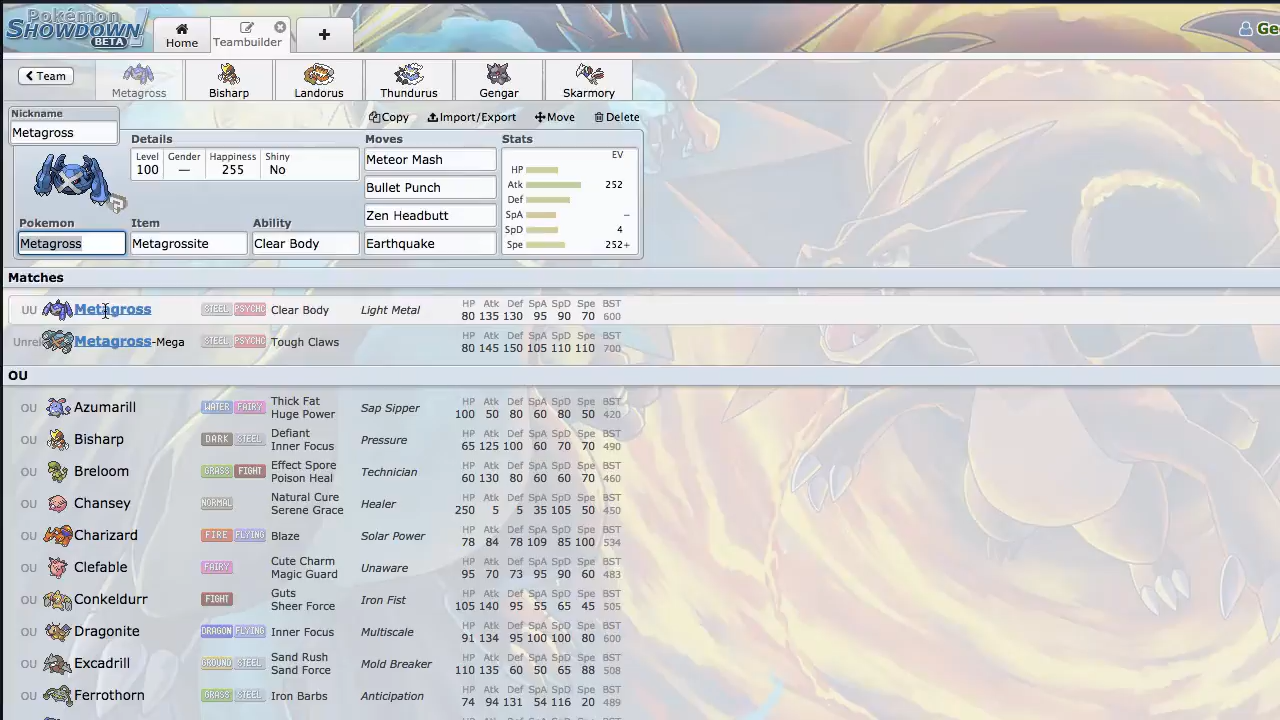 Pokémon
SHOWDOWN
BETA
Home
Teambuilder
+
Ge
< Team
Metagross
Bisharp
Landorus
Thundurus
Gengar
Skarmory
Nickname
Metagross
Copy Import/Export Move Delete
Details
Level Gender Happiness Shiny
100 — 255 No
Moves
Meteor Mash
Bullet Punch
Zen Headbutt
Earthquake
Stats
EV
HP
Atk 252
Def
SpA –
SpD 4
Spe 252+
Pokemon Item Ability
Metagross Metagrossite Clear Body
Matches
HP Atk Def SpA SpD Spe BST
UU Metagross STEEL PSYCHC Clear Body Light Metal 80 135 130 95 90 70 600
HP Atk Def SpA SpD Spe BST
Unrel Metagross-Mega STEEL PSYCHC Tough Claws 80 145 150 105 110 110 700
OU
HP Atk Def SpA SpD Spe BST
OU Azumarill WATER FAIRY Thick Fat Huge Power Sap Sipper 100 50 80 60 80 50 420
HP Atk Def SpA SpD Spe BST
OU Bisharp DARK STEEL Defiant Inner Focus Pressure 65 125 100 60 70 70 490
HP Atk Def SpA SpD Spe BST
OU Breloom GRASS FIGHT Effect Spore Poison Heal Technician 60 130 80 60 60 70 460
HP Atk Def SpA SpD Spe BST
OU Chansey NORMAL Natural Cure Serene Grace Healer 250 5 5 35 105 50 450
HP Atk Def SpA SpD Spe BST
OU Charizard FIRE FLYING Blaze Solar Power 78 84 78 109 85 100 534
HP Atk Def SpA SpD Spe BST
OU Clefable FAIRY Cute Charm Magic Guard Unaware 95 70 73 95 90 60 483
HP Atk Def SpA SpD Spe BST
OU Conkeldurr FIGHT Guts Sheer Force Iron Fist 105 140 95 55 65 45 505
HP Atk Def SpA SpD Spe BST
OU Dragonite DRAGON FLYING Inner Focus Multiscale 91 134 95 100 100 80 600
HP Atk Def SpA SpD Spe BST
OU Excadrill GROUND STEEL Sand Rush Sand Force Mold Breaker 110 135 60 50 65 88 508
HP Atk Def SpA SpD Spe BST
OU Ferrothorn GRASS STEEL Iron Barbs Anticipation 74 94 131 54 116 20 489